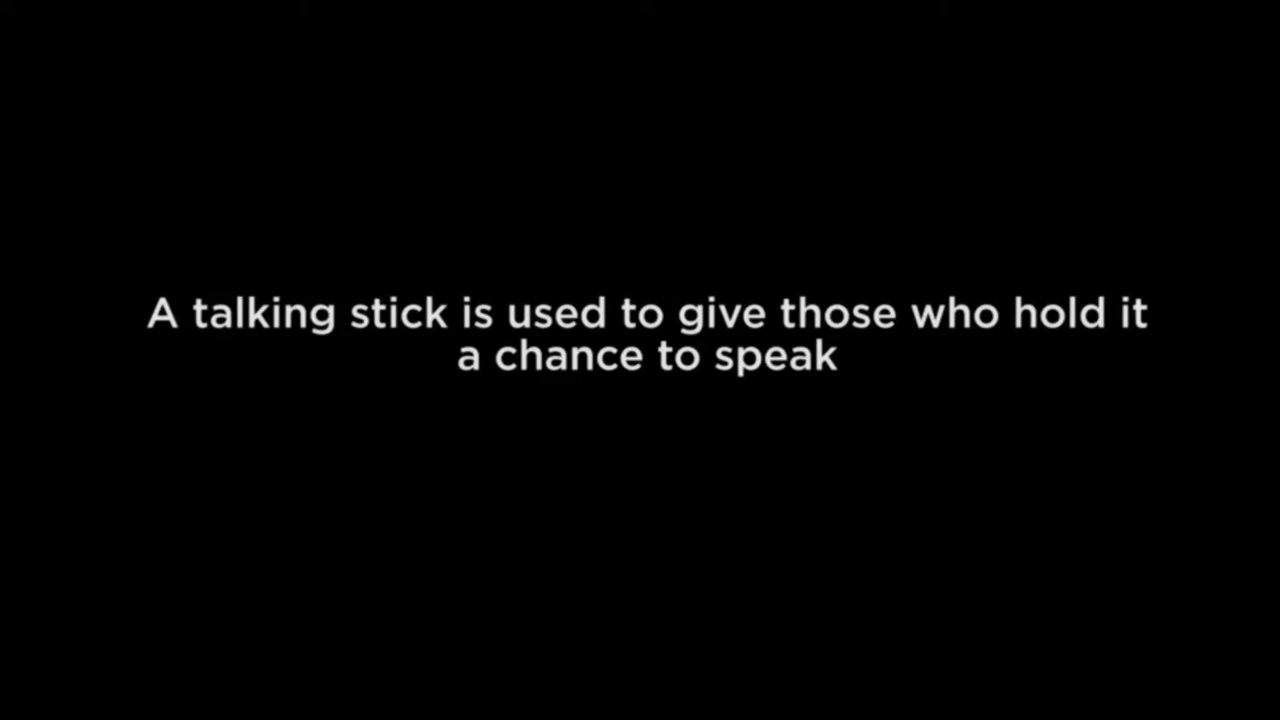 A talking stick is used to give those who hold it
a chance to speak